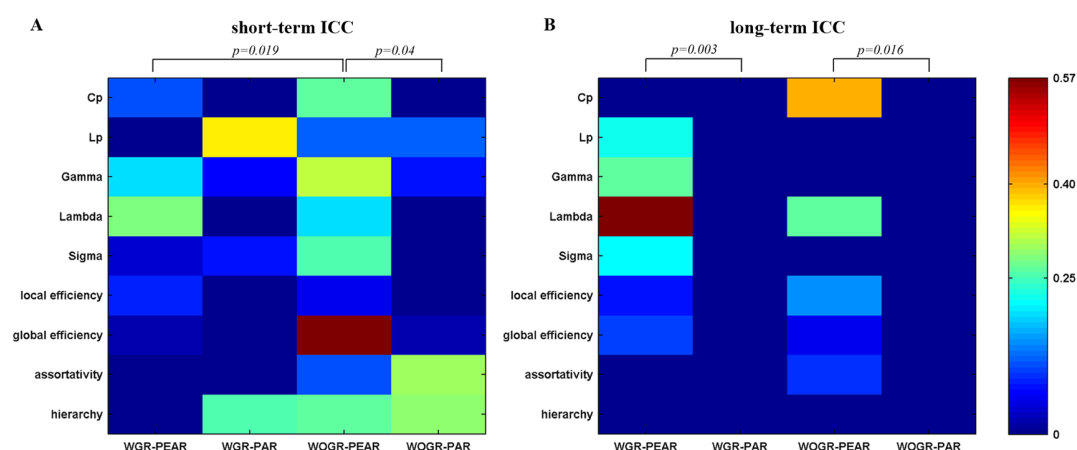 A
short-term ICC
p=0.019
p=0.04
Cp
Lp
Gamma
Lambda
Sigma
local efficiency
global efficiency
assortativity
hierarchy
WGR-PEAR WGR-PAR WOGR-PEAR WOGR-PAR
B
long-term ICC
p=0.003
p=0.016
Cp
Lp
Gamma
Lambda
Sigma
local efficiency
global efficiency
assortativity
hierarchy
WGR-PEAR WGR-PAR WOGR-PEAR WOGR-PAR
0.57
0.40
0.25
0